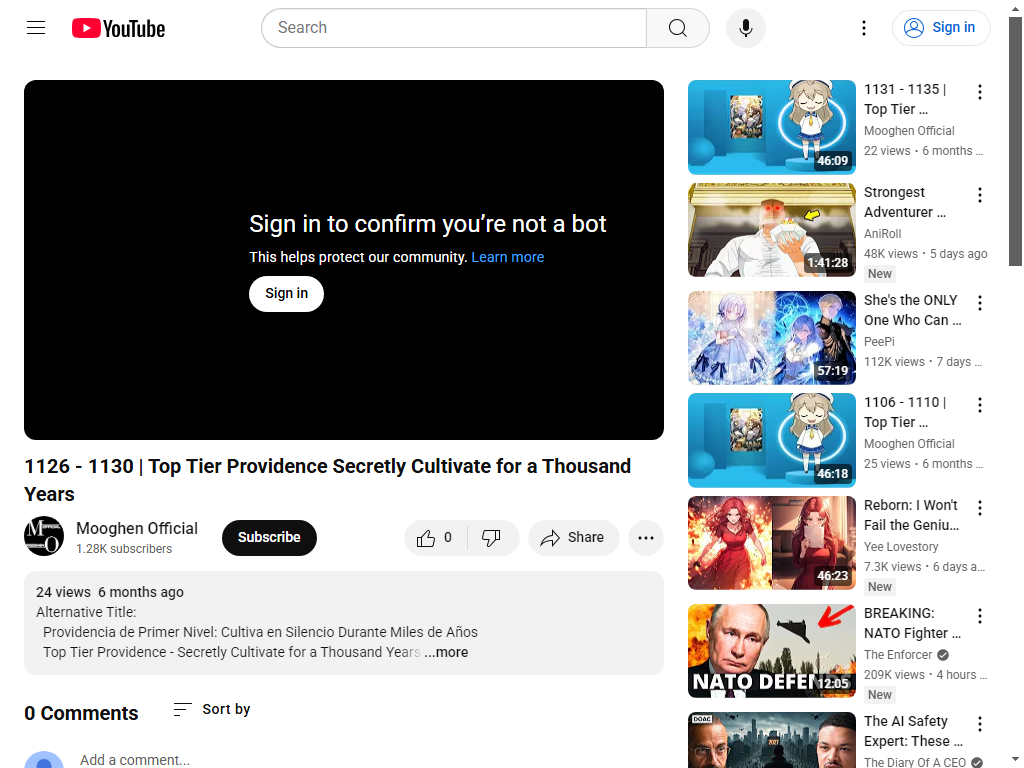 YouTube
Search
Sign in
Sign in to confirm you're not a bot
This helps protect our community. Learn more
Sign in
1126 - 1130 | Top Tier Providence Secretly Cultivate for a Thousand
Years
Mooghen Official
1.28K subscribers
Subscribe
0
Share
24 views 6 months ago
Alternative Title:
Providencia de Primer Nivel: Cultiva en Silencio Durante Miles de Años
Top Tier Providence - Secretly Cultivate for a Thousand Years ...more
0 Comments
Sort by
Add a comment...
46:09
1131 - 1135 |
Top Tier ...
Mooghen Official
22 views • 6 months ...
1:41:28
Strongest
Adventurer ...
AniRoll
48K views • 5 days ago
New
57:19
She's the ONLY
One Who Can ...
PeePi
112K views • 7 days ...
46:18
1106 - 1110 |
Top Tier ...
Mooghen Official
25 views • 6 months ...
46:23
Reborn: I Won't
Fail the Geniu...
Yee Lovestory
7.3K views • 6 days a...
New
NATO DEFEN
12:05
BREAKING:
NATO Fighter ...
The Enforcer
209K views • 4 hours ...
New
DOAC
2027
The AI Safety
Expert: These ...
The Diary Of A CEO